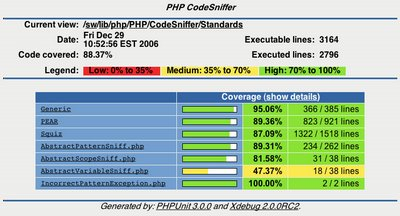 PHP CodeSniffer
Current view: /sw/lib/php/PHP/CodeSniffer/Standards
Date: Fri Dec 29 10:52:56 EST 2006
Executable lines: 3164
Code covered: 88.37%
Executed lines: 2796
Legend: Low: 0% to 35% Medium: 35% to 70% High: 70% to 100%
Coverage (show details)
Generic 95.06% 366 / 385 lines
PEAR 89.36% 823 / 921 lines
Squiz 87.09% 1322 / 1518 lines
AbstractPatternSniff.php 89.31% 234 / 262 lines
AbstractScopeSniff.php 81.58% 31 / 38 lines
AbstractVariableSniff.php 47.37% 18 / 38 lines
IncorrectPatternException.php 100.00% 2 / 2 lines
Generated by: PHPUnit 3.0.0 and Xdebug 2.0.0RC2.